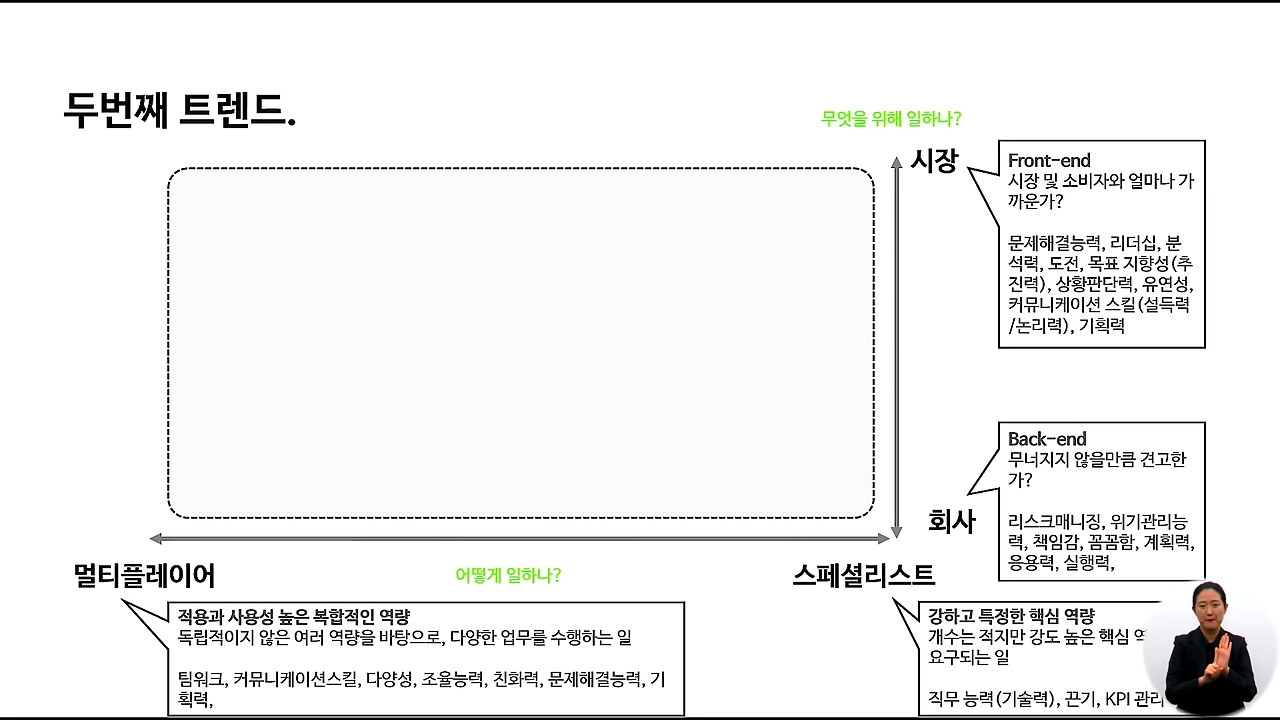 두번째 트렌드.
무엇을 위해 일하나?
시장
Front-end
시장 및 소비자와 얼마나 가
까운가?
문제해결능력, 리더십, 분
석력, 도전, 목표 지향성(추
진력), 상황판단력, 유연성,
커뮤니케이션 스킬(설득력
/논리력), 기획력
Back-end
무너지지 않을만큼 견고한
가?
리스크매니징, 위기관리능
력, 책임감, 꼼꼼함, 계획력,
응용력, 실행력,
회사
멀티플레이어
어떻게 일하나?
스페셜리스트
적용과 사용성 높은 복합적인 역량
독립적이지 않은 여러 역량을 바탕으로, 다양한 업무를 수행하는 일
팀워크, 커뮤니케이션스킬, 다양성, 조율능력, 친화력, 문제해결능력, 기
획력,
강하고 특정한 핵심 역량
개수는 적지만 강도 높은 핵심
요구되는 일
직무 능력(기술력), 끈기, KPI 관리